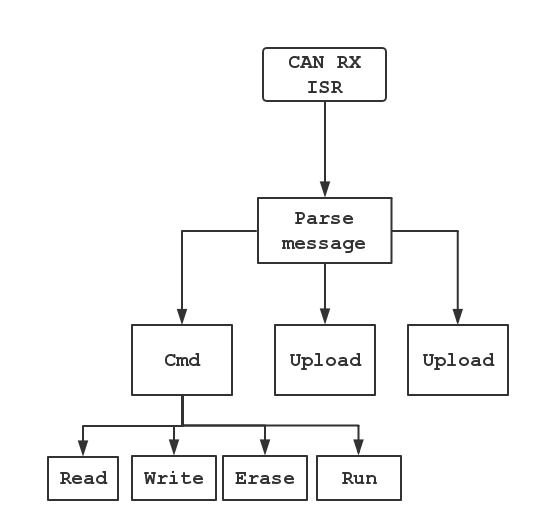 CAN RX
ISR
Parse
message
Cmd
Upload
Upload
Read
Write
Erase
Run